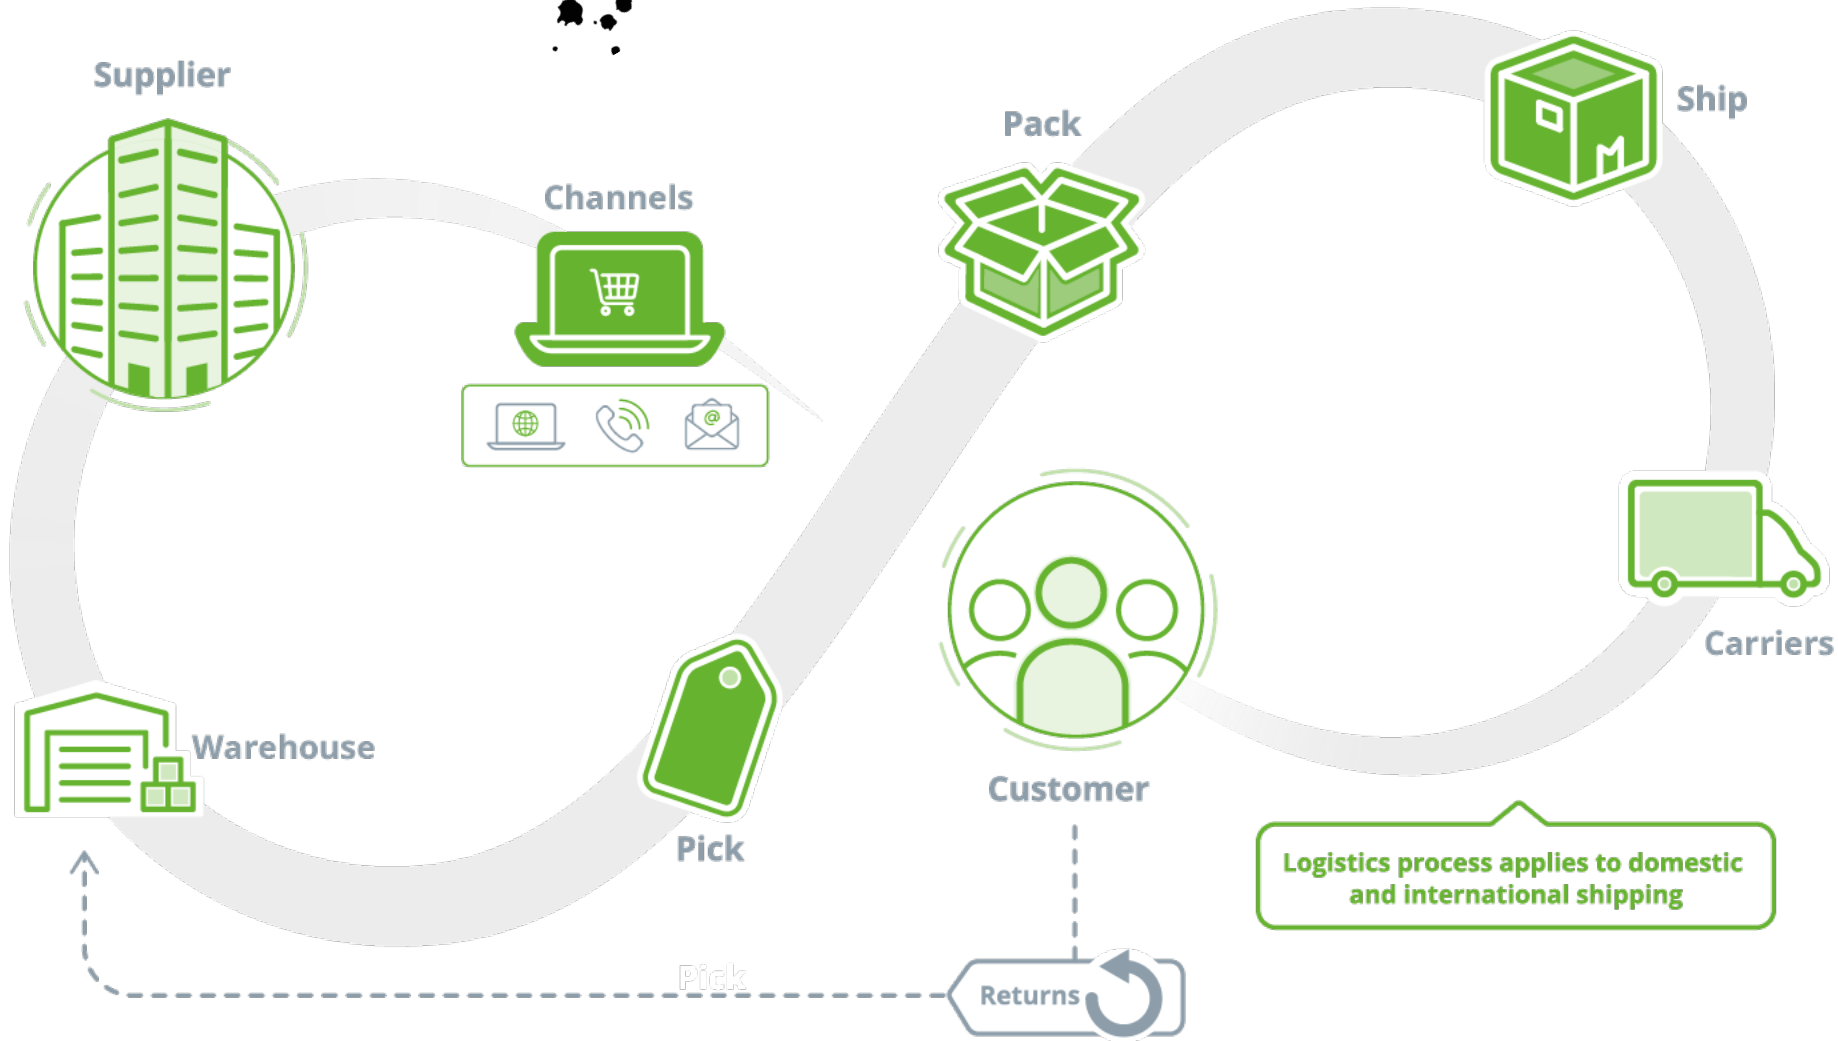 Supplier
Channels
@
Pack
Ship
Carriers
Warehouse
Pick
Customer
Logistics process applies to domestic
and international shipping
Pick
Returns